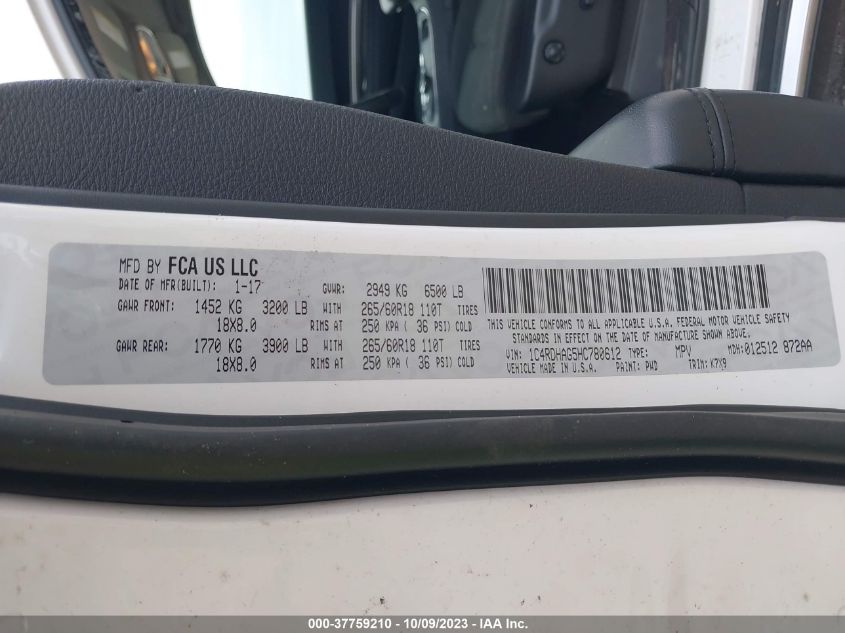 MFD BY FCA US LLC
DATE OF MFR(BUILT): 1-17 GVWR: 2949 KG 6500 LB
GAWR FRONT: 1452 KG 3200 LB WITH 265/60R18 110T TIRES
18X8.0 RIMS AT 250 KPA ( 36 PSI) COLD
GAWR REAR: 1770 KG 3900 LB WITH 265/60R18 110T TIRES
18X8.0 RIMS AT 250 KPA ( 36 PSI) COLD
THIS VEHICLE CONFORMS TO ALL APPLICABLE U.S.A. FEDERAL MOTOR VEHICLE SAFETY
STANDARDS IN EFFECT ON THE DATE OF MANUFACTURE SHOWN ABOVE.
VIN: 1C4RDHAG5HC780612 TYPE: MPV MDH: 012512 872AA
VEHICLE MADE IN U.S.A. PAINT: PWD TRIM: K7X9
000-37759210 - 10/09/2023 - IAA Inc.